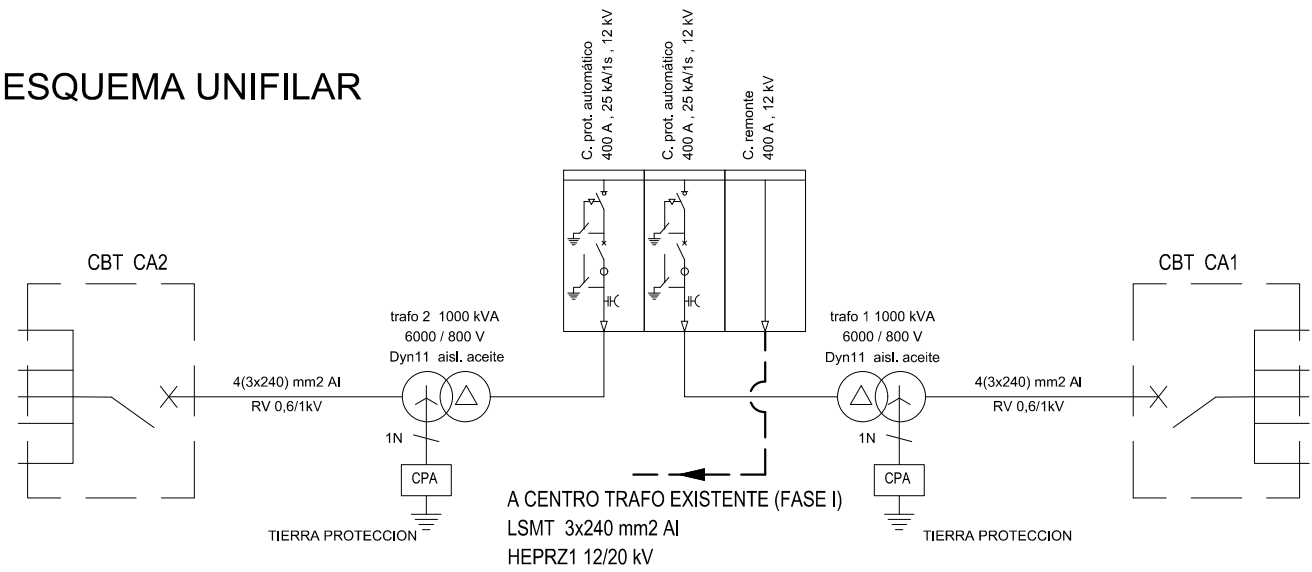 ESQUEMA UNIFILAR
C. prot. automático
400 A , 25 kA/1s , 12 kV
C. prot. automático
400 A , 25 kA/1s , 12 kV
C. remonte
400 A , 12 kV
CBT CA2
CBT CA1
trafo 2 1000 kVA
6000 / 800 V
Dyn11 aisl. aceite
trafo 1 1000 kVA
6000 / 800 V
Dyn11 aisl. aceite
4(3x240) mm2 Al
RV 0,6/1kV
4(3x240) mm2 Al
RV 0,6/1kV
1N
1N
CPA
CPA
TIERRA PROTECCION
TIERRA PROTECCION
A CENTRO TRAFO EXISTENTE (FASE I)
LSMT 3x240 mm2 Al
HEPRZ1 12/20 kV